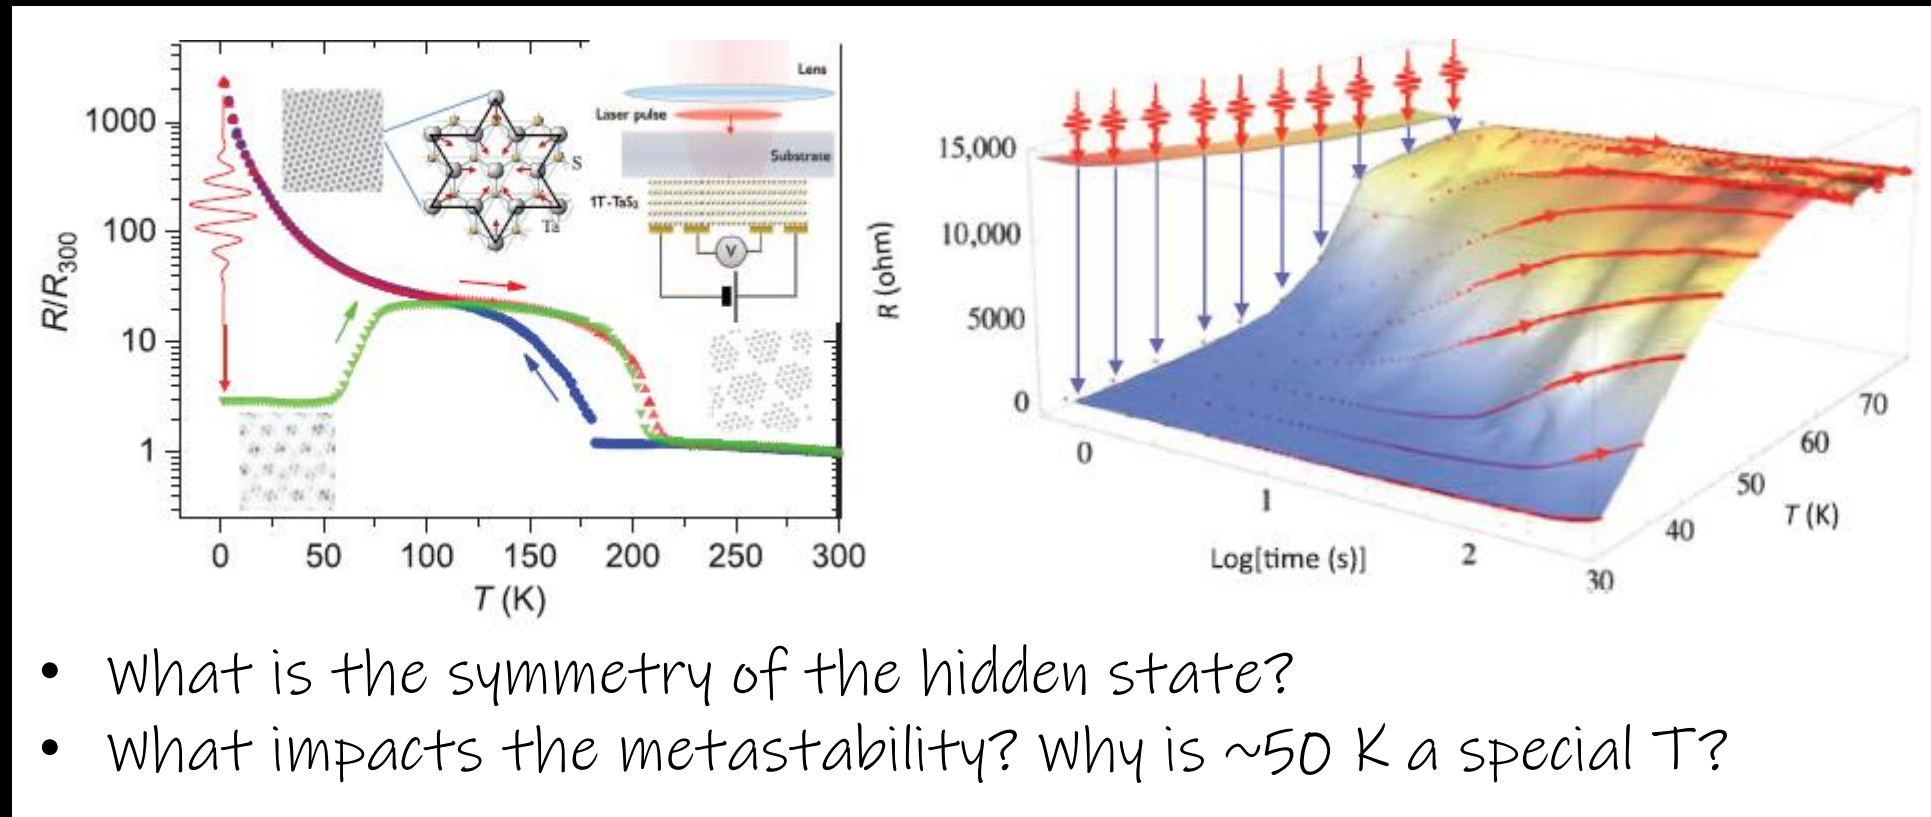 1000
100
10
1
R/R300
0 50 100 150 200 250 300
T (K)
S
Ta
Lens
Laser pulse
Substrate
1T-TaS2
V
15,000
10,000
5000
0
R (ohm)
0
1
2
Log[time (s)]
30
40
50
60
70
T (K)
• What is the symmetry of the hidden state?
• What impacts the metastability? Why is ~50 K a special T?